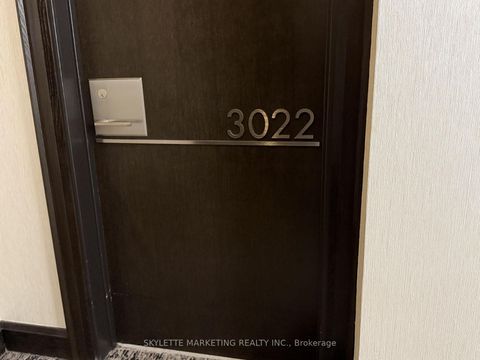 3022
SKYLETTE MARKETING REALTY INC., Brokerage